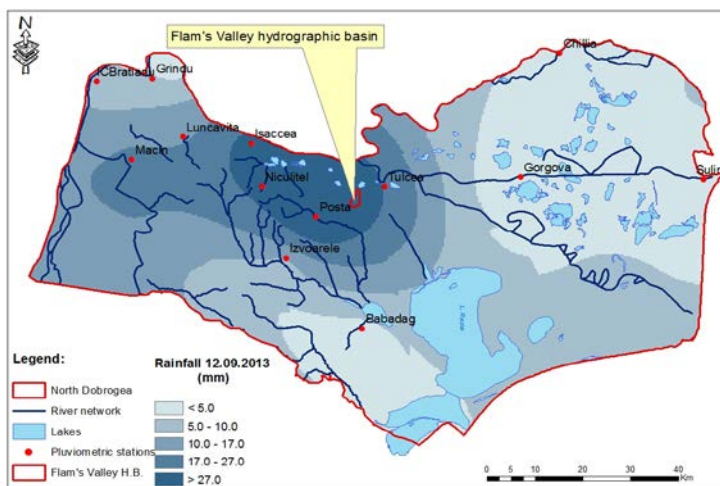 N
Flam's Valley hydrographic basin
Chillia
ICBratianu
Grindu
Luncavita
Isaccea
Macin
Niculitel
Tulcea
Gorgova
Sulin
Posta
Izvoarele
Babadag
Legend:
North Dobrogea
River network
Lakes
Pluviometric stations
Flam's Valley H.B.
Rainfall 12.09.2013
(mm)
< 5.0
5.0 - 10.0
10.0 - 17.0
17.0 - 27.0
> 27.0
0 5 10 20 30 40
Km